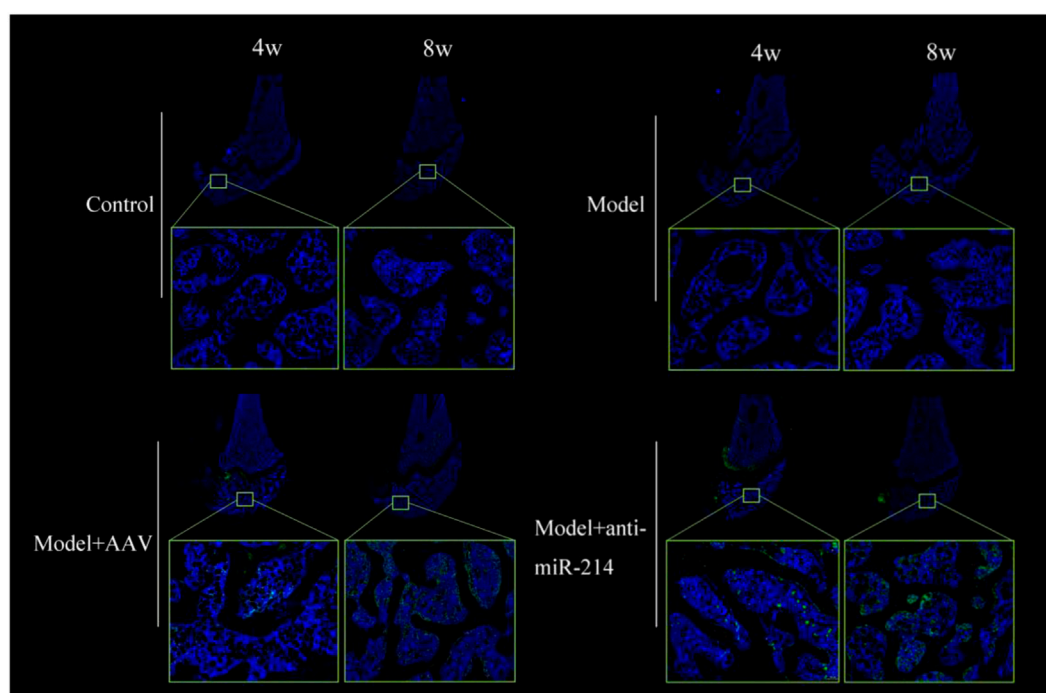 4w 8w
4w 8w
Control
Model
Model+AAV
Model+anti-
miR-214